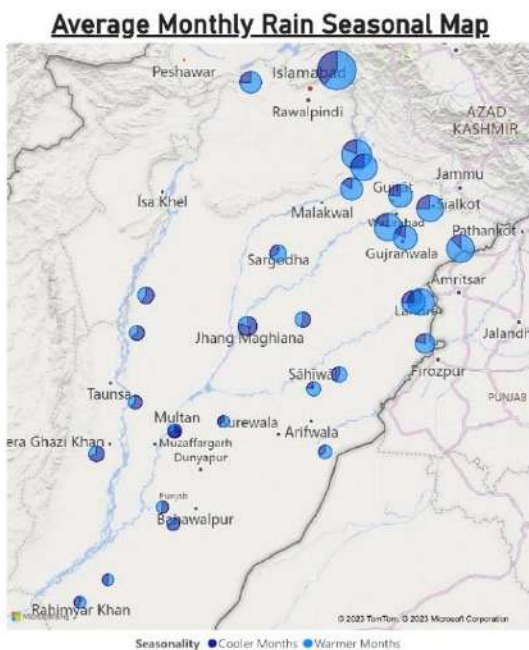 Average Monthly Rain Seasonal Map
Peshawar
Islamabad
Rawalpindi
AZAD
KASHMIR
Jammu
Isa Khel
Gujrat
Malakwal
Sialkot
Pathankot
Gujranwala
Sargodha
Amritsar
Lahore
Jalandh
Jhang Maghiana
Firozpur
Sāhiwal
PUNJAB
Taunsa
Multan
Burewala
Arifwala
era Ghazi Khan
Muzaffargarh
Dunyapur
Punjab
Bahawalpur
Rahimyar Khan
© 2023 TomTom, © 2023 Microsoft Corporation
Seasonality Cooler Months Warmer Months